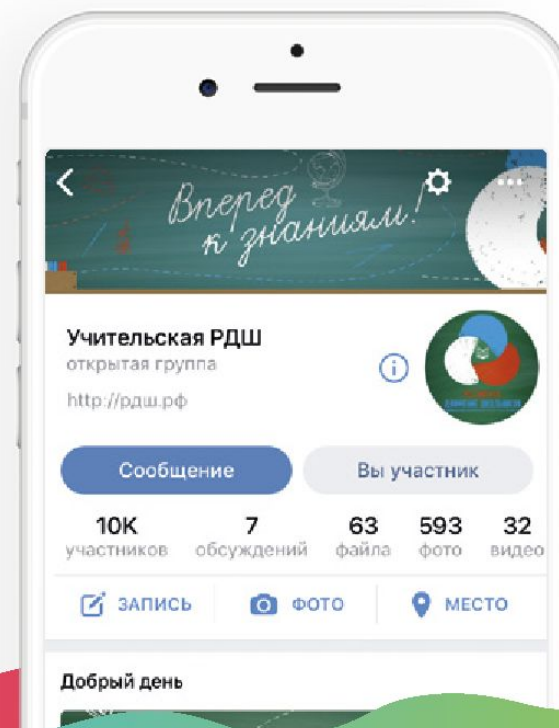 Вперед
к знаниям!
Учительская РДШ
открытая группа
http://рдш.рф
Сообщение
Вы участник
10K 7 63 593 32
участников обсуждений файла фото видео
ЗАПИСЬ ФОТО МЕСТО
Добрый день